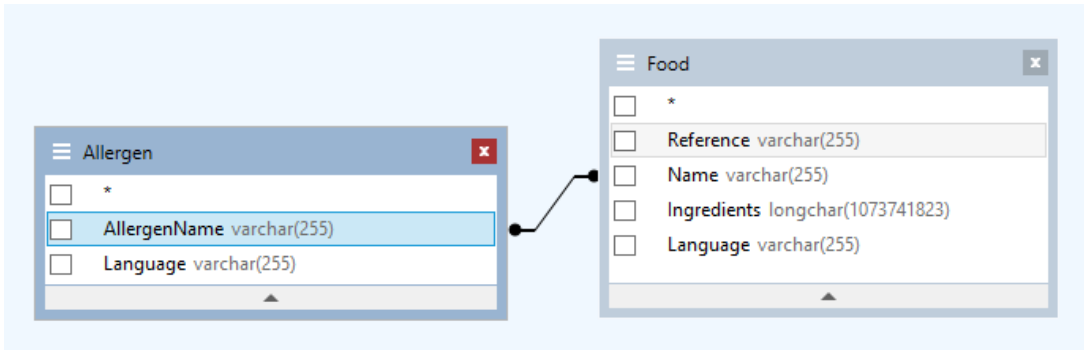 Allergen
*
AllergenName varchar(255)
Language varchar(255)
Food
*
Reference varchar(255)
Name varchar(255)
Ingredients longchar(1073741823)
Language varchar(255)